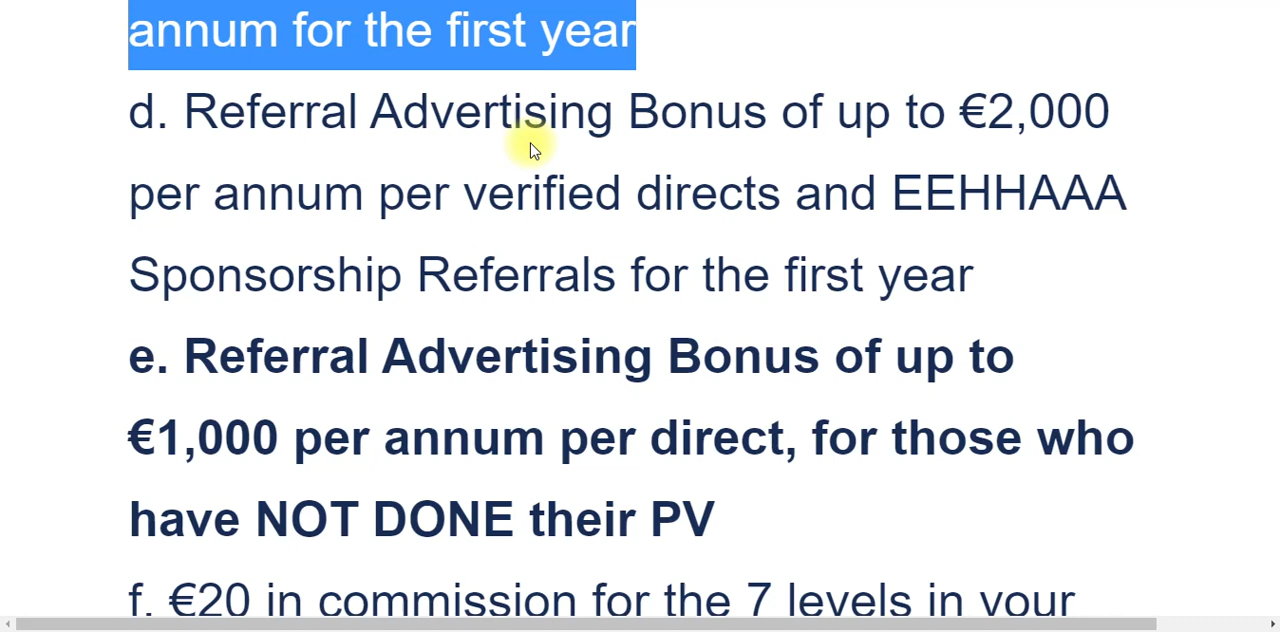 annum for the first year
d. Referral Advertising Bonus of up to €2,000
per annum per verified directs and EEHHAAA
Sponsorship Referrals for the first year
e. Referral Advertising Bonus of up to
€1,000 per annum per direct, for those who
have NOT DONE their PV
f. €20 in commission for the 7 levels in your